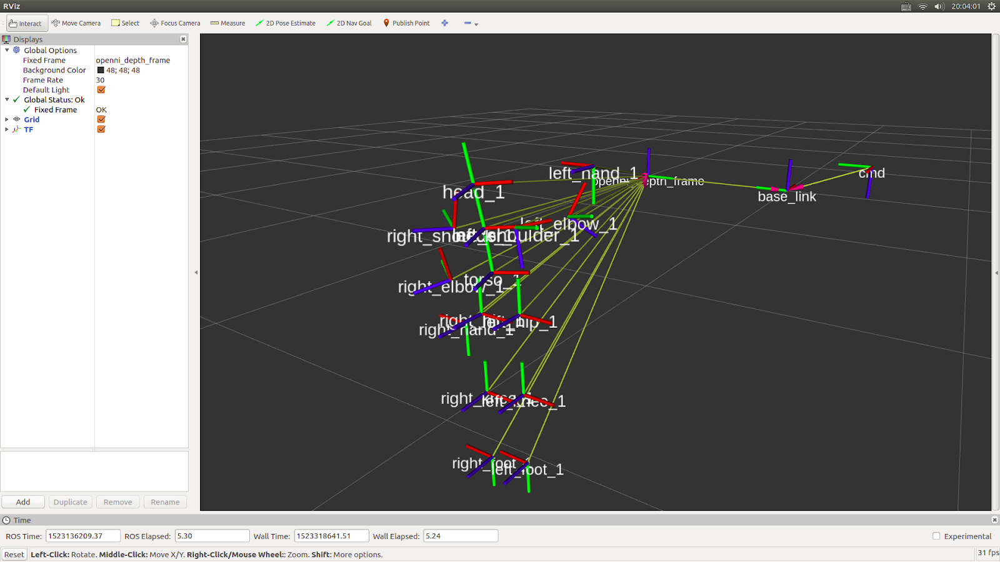 RViz
20:04:01
Interact
Move Camera
Select
Focus Camera
Measure
2D Pose Estimate
2D Nav Goal
Publish Point
Displays
Global Options
Fixed Frame openni_depth_frame
Background Color 48; 48; 48
Frame Rate 30
Default Light
Global Status: Ok
Fixed Frame OK
Grid
TF
head_1
left_hand_1
openni_depth_frame
base_link
cmd
left_elbow_1
right_shoulder_1
left_shoulder_1
torso_1
right_elbow_1
right_hip_1
left_hip_1
right_hand_1
right_knee_1
left_knee_1
right_foot_1
left_foot_1
Add Duplicate Remove Rename
Time
ROS Time: 1523136209.37 ROS Elapsed: 5.30 Wall Time: 1523318641.51 Wall Elapsed: 5.24 Experimental
Reset Left-Click: Rotate. Middle-Click: Move X/Y. Right-Click/Mouse Wheel:: Zoom. Shift: More options. 31 fps